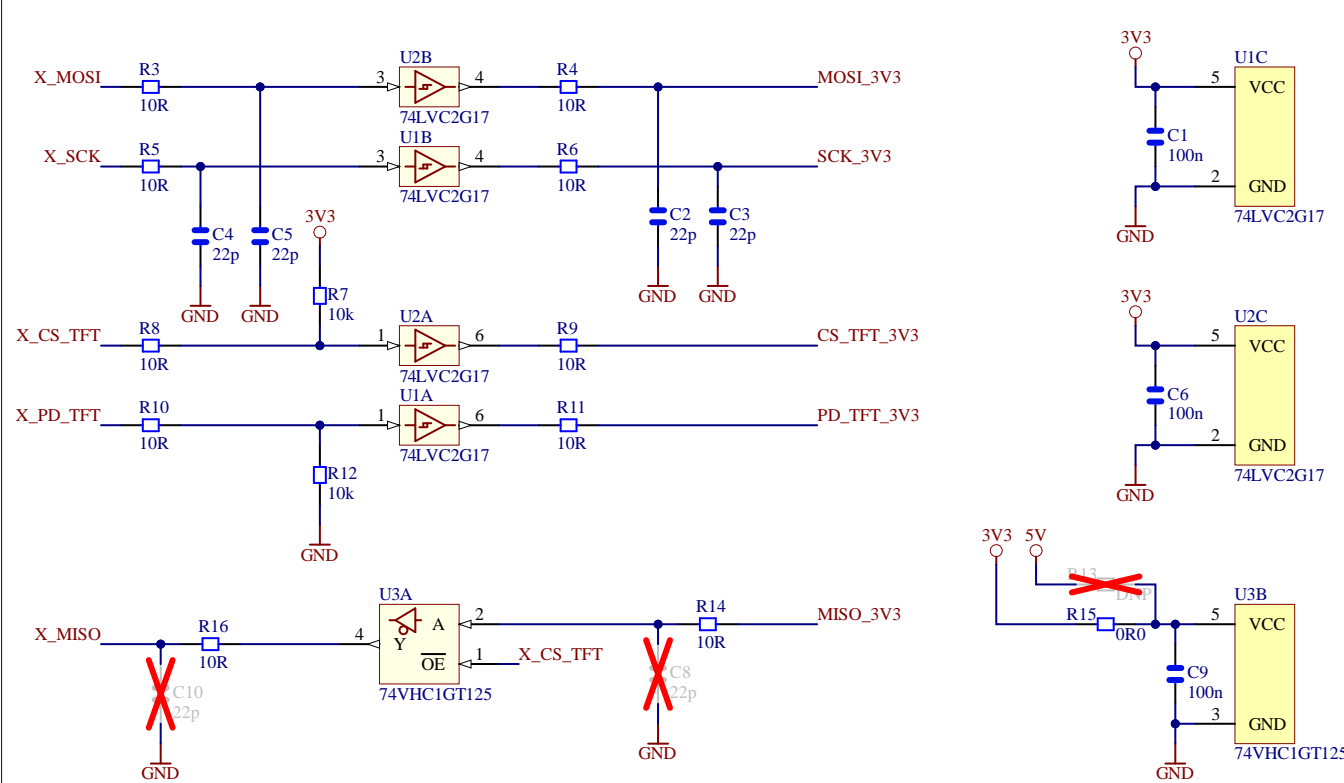 X_MOSI
R3
10R
3
U2B
4
74LVC2G17
R4
10R
MOSI_3V3
X_SCK
R5
10R
3
U1B
4
74LVC2G17
R6
10R
SCK_3V3
C4
22p
GND
C5
22p
GND
C2
22p
GND
C3
22p
GND
3V3
R7
10k
X_CS_TFT
R8
10R
1
U2A
6
74LVC2G17
R9
10R
CS_TFT_3V3
X_PD_TFT
R10
10R
1
U1A
6
74LVC2G17
R11
10R
PD_TFT_3V3
R12
10k
GND
X_MISO
R16
10R
4
U3A
A
Y
OE
2
1
74VHC1GT125
X_CS_TFT
R14
10R
MISO_3V3
C10
22p
GND
C8
22p
GND
3V3
U1C
5
VCC
C1
100n
2
GND
74LVC2G17
GND
3V3
U2C
5
VCC
C6
100n
2
GND
74LVC2G17
GND
3V3
5V
R13
DNP
R15
0R0
U3B
5
VCC
C9
100n
3
GND
74VHC1GT125
GND